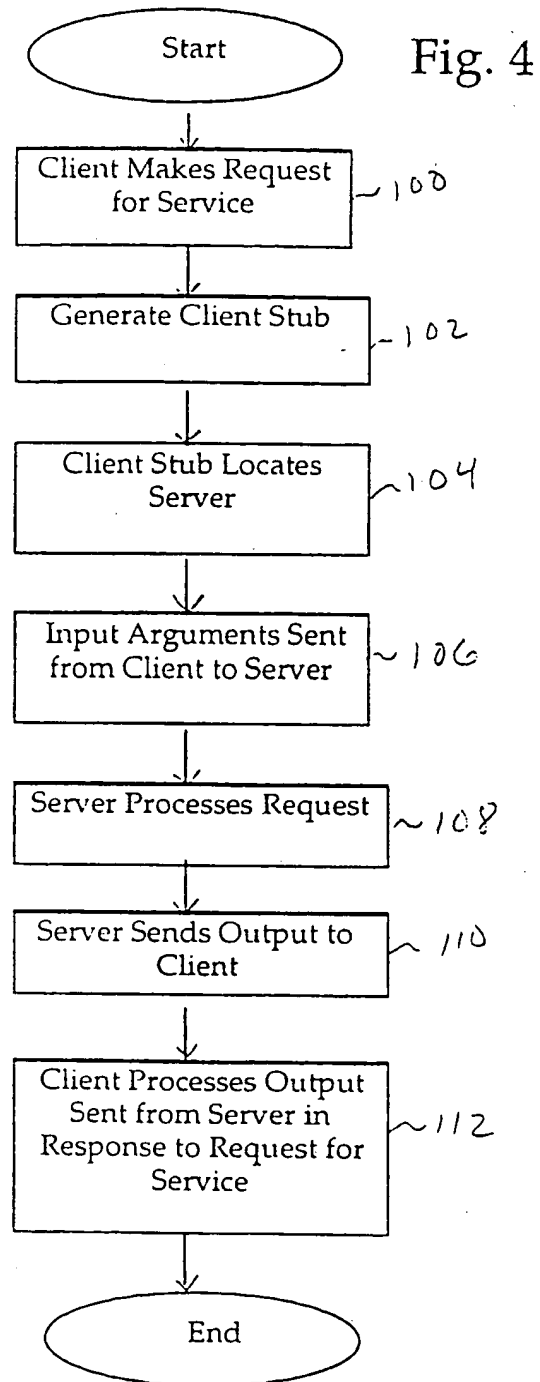 Start
Fig. 4
Client Makes Request
for Service
100
Generate Client Stub
102
Client Stub Locates
Server
104
Input Arguments Sent
from Client to Server
106
Server Processes Request
108
Server Sends Output to
Client
110
Client Processes Output
Sent from Server in
Response to Request for
Service
112
End